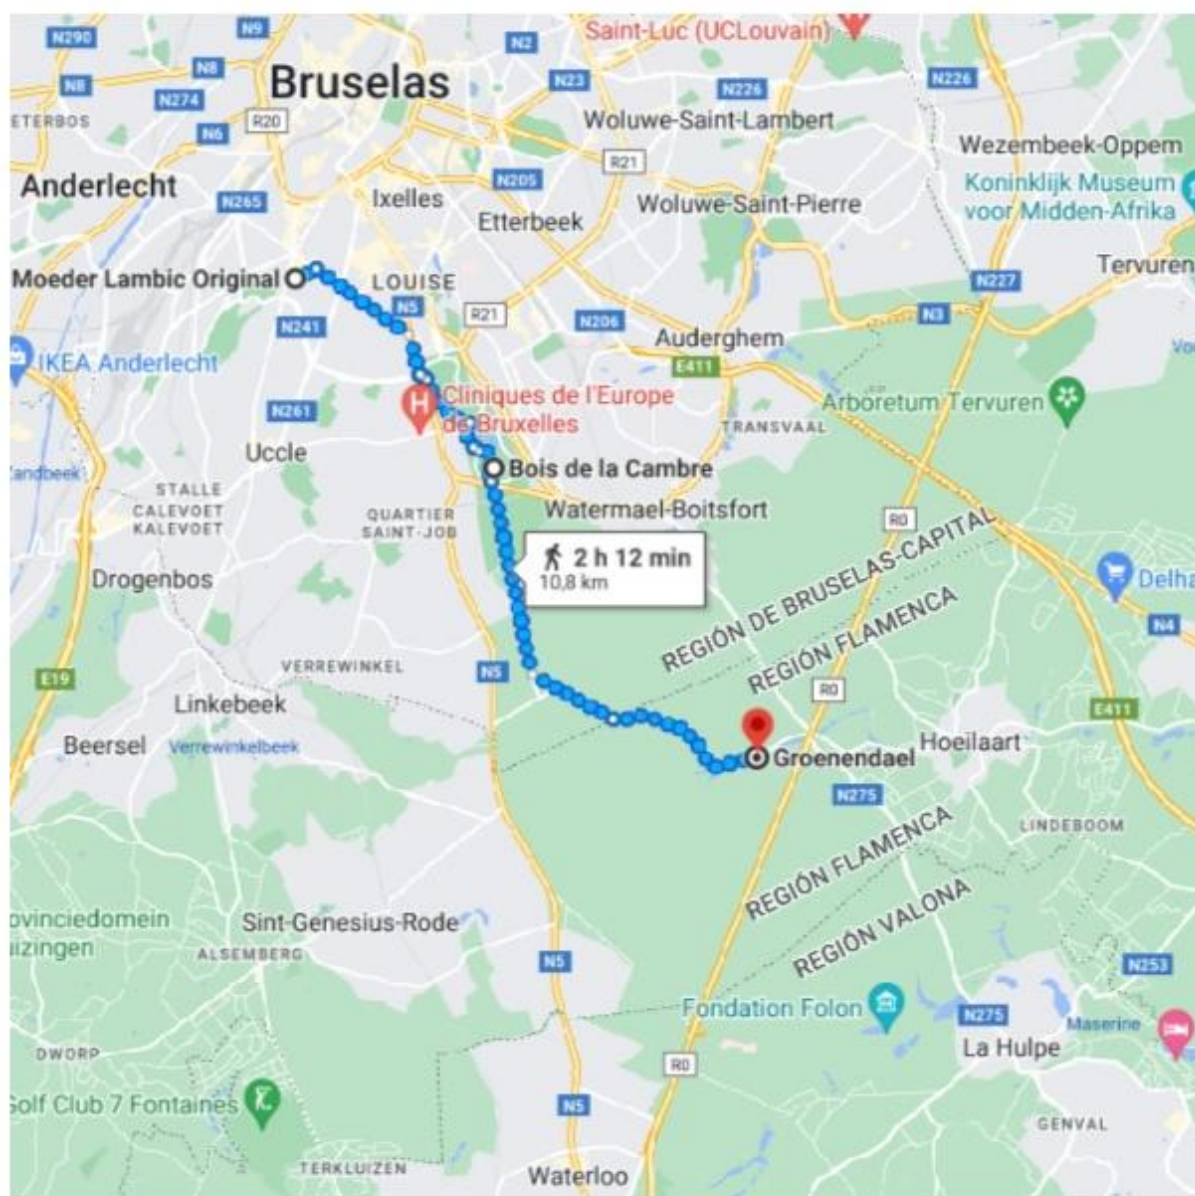 Saint-Luc (UCLouvain)
N290
N9
N2
N8
N8
N23
N226
N226
Bruselas
N274
ETERBOS
R20
N6
Woluwe-Saint-Lambert
R21
Wezembeek-Oppem
Anderlecht
N265
Ixelles
N205
Koninklijk Museum
voor Midden-Afrika
Etterbeek
Woluwe-Saint-Pierre
Moeder Lambic Original
LOUISE
N227
Tervuren
N5
R21
N241
N206
N3
Auderghem
E411
IKEA Anderlecht
Cliniques de l'Europe
de Bruxelles
N261
Arboretum Tervuren
TRANSVAAL
Uccle
Zandbeek
Bois de la Cambre
STALLE
CALEVOET
KALEVOET
QUARTIER
SAINT-JOB
Watermael-Boitsfort
R0
2 h 12 min
10,8 km
Drogenbos
Delha
N4
REGIÓN DE BRUSELAS-CAPITAL
REGIÓN FLAMENCA
E19
VERREWINKEL
N5
R0
Linkebeek
E411
Beersel
Verrewinkelbeek
Groenendael
Hoeilaart
N275
LINDEBOOM
REGIÓN FLAMENCA
REGIÓN VALONA
ovinciedomein
uizingen
Sint-Genesius-Rode
ALSEMBERG
N5
N253
Fondation Folon
N275
Maserine
DWORP
R0
La Hulpe
Golf Club 7 Fontaines
N5
GENVAL
TERKLUIZEN
Waterloo